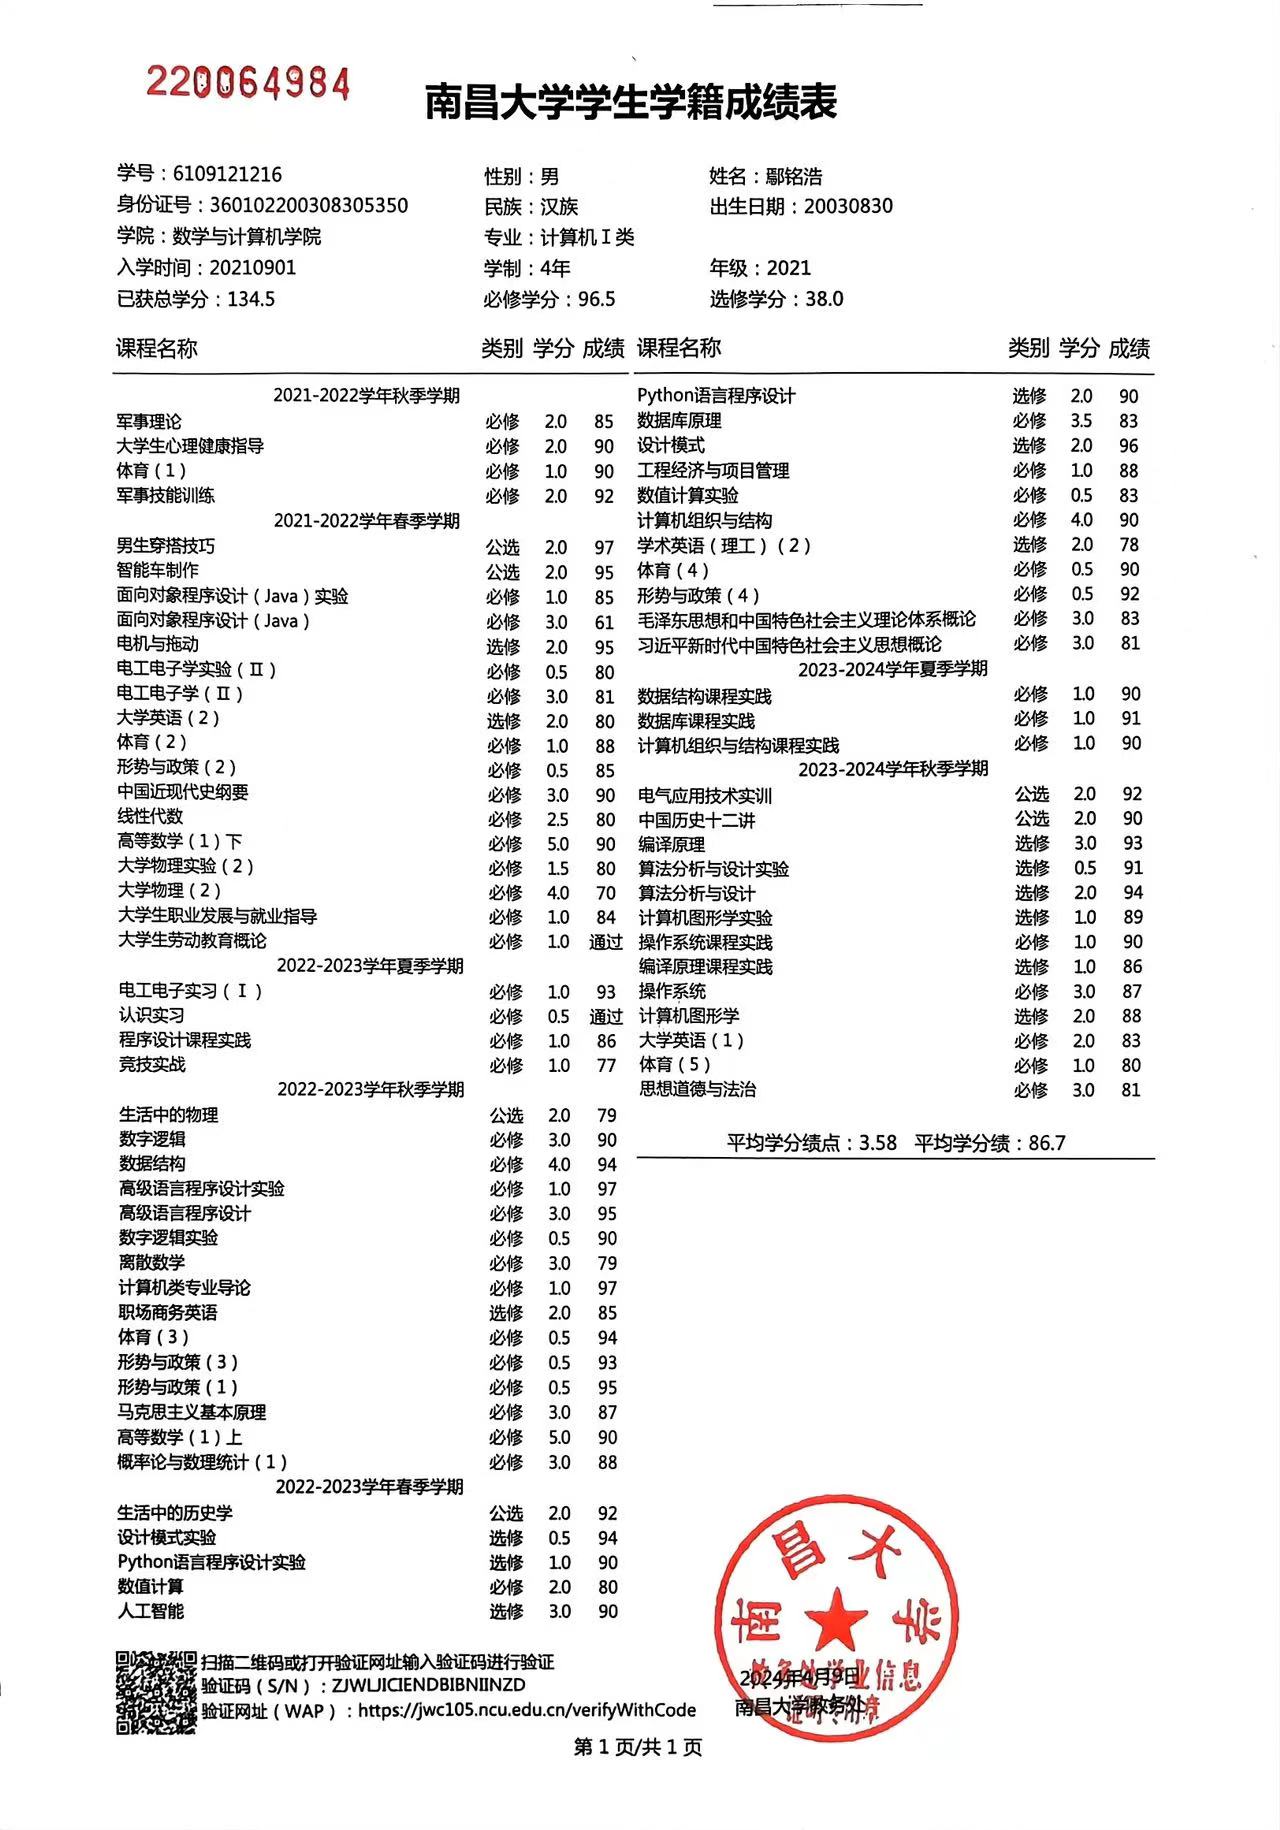 220064984
南昌大学学生学籍成绩表
学号：6109121216 性别：男 姓名：鄢铭浩
身份证号：360102200308305350 民族：汉族 出生日期：20030830
学院：数学与计算机学院 专业：计算机Ⅰ类
入学时间：20210901 学制：4年 年级：2021
已获总学分：134.5 必修学分：96.5 选修学分：38.0
课程名称 类别 学分 成绩
2021-2022学年秋季学期
军事理论 必修 2.0 85
大学生心理健康指导 必修 2.0 90
体育（1） 必修 1.0 90
军事技能训练 必修 2.0 92
2021-2022学年春季学期
男生穿搭技巧 公选 2.0 97
智能车制作 公选 2.0 95
面向对象程序设计（Java）实验 必修 1.0 85
面向对象程序设计（Java） 必修 3.0 61
电机与拖动 选修 2.0 95
电工电子学实验（Ⅱ） 必修 0.5 80
电工电子学（Ⅱ） 必修 3.0 81
大学英语（2） 选修 2.0 80
体育（2） 必修 1.0 88
形势与政策（2） 必修 0.5 85
中国近现代史纲要 必修 3.0 90
线性代数 必修 2.5 80
高等数学（1）下 必修 5.0 90
大学物理实验（2） 必修 1.5 80
大学物理（2） 必修 4.0 70
大学生职业发展与就业指导 必修 1.0 84
大学生劳动教育概论 必修 1.0 通过
2022-2023学年夏季学期
电工电子实习（Ⅰ） 必修 1.0 93
认识实习 必修 0.5 通过
程序设计课程实践 必修 1.0 86
竞技实战 必修 1.0 77
2022-2023学年秋季学期
生活中的物理 公选 2.0 79
数字逻辑 必修 3.0 90
数据结构 必修 4.0 94
高级语言程序设计实验 必修 1.0 97
高级语言程序设计 必修 3.0 95
数字逻辑实验 必修 0.5 90
离散数学 必修 3.0 79
计算机类专业导论 必修 1.0 97
职场商务英语 选修 2.0 85
体育（3） 必修 0.5 94
形势与政策（3） 必修 0.5 93
形势与政策（1） 必修 0.5 95
马克思主义基本原理 必修 3.0 87
高等数学（1）上 必修 5.0 90
概率论与数理统计（1） 必修 3.0 88
2022-2023学年春季学期
生活中的历史学 公选 2.0 92
设计模式实验 选修 0.5 94
Python语言程序设计实验 选修 1.0 90
数值计算 必修 2.0 80
人工智能 选修 3.0 90
课程名称 类别 学分 成绩
Python语言程序设计 选修 2.0 90
数据库原理 必修 3.5 83
设计模式 选修 2.0 96
工程经济与项目管理 必修 1.0 88
数值计算实验 必修 0.5 83
计算机组织与结构 必修 4.0 90
学术英语（理工）（2） 选修 2.0 78
体育（4） 必修 0.5 90
形势与政策（4） 必修 0.5 92
毛泽东思想和中国特色社会主义理论体系概论 必修 3.0 83
习近平新时代中国特色社会主义思想概论 必修 3.0 81
2023-2024学年夏季学期
数据结构课程实践 必修 1.0 90
数据库课程实践 必修 1.0 91
计算机组织与结构课程实践 必修 1.0 90
2023-2024学年秋季学期
电气应用技术实训 公选 2.0 92
中国历史十二讲 公选 2.0 90
编译原理 选修 3.0 93
算法分析与设计实验 选修 0.5 91
算法分析与设计 选修 2.0 94
计算机图形学实验 选修 1.0 89
操作系统课程实践 必修 1.0 90
编译原理课程实践 选修 1.0 86
操作系统 必修 3.0 87
计算机图形学 选修 2.0 88
大学英语（1） 必修 2.0 83
体育（5） 必修 1.0 80
思想道德与法治 必修 3.0 81
平均学分绩点：3.58 平均学分绩：86.7
扫描二维码或打开验证网址输入验证码进行验证
验证码（S/N）：ZJWLJICIENDBIBNIINZD
验证网址（WAP）：https://jwc105.ncu.edu.cn/verifyWithCode
南昌大学
教务处学业信息
证明专用章
2024年4月9日
南昌大学教务处
第 1 页/共 1 页